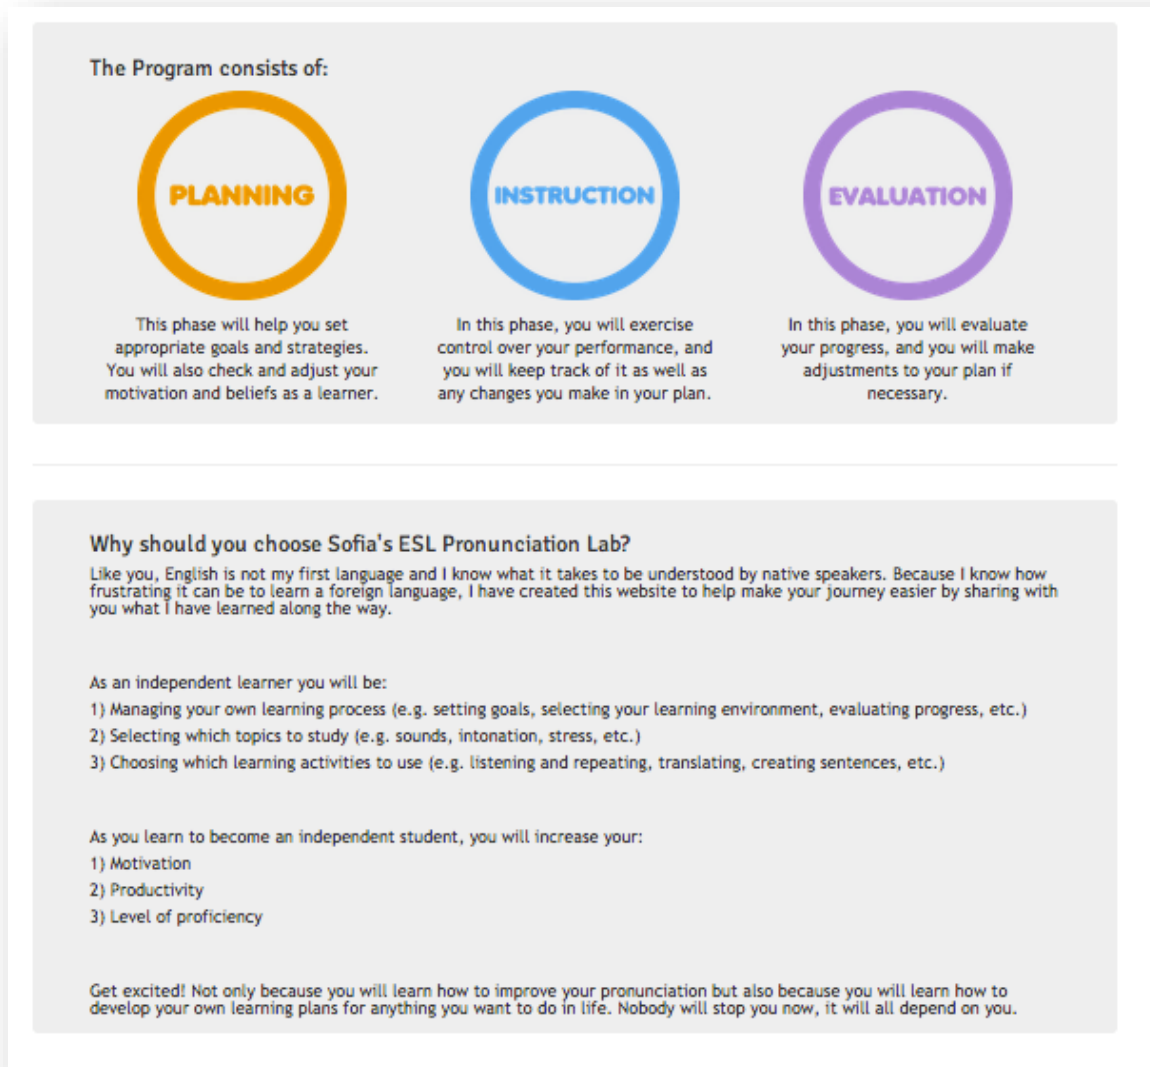 The Program consists of:
PLANNING
This phase will help you set
appropriate goals and strategies.
You will also check and adjust your
motivation and beliefs as a learner.
INSTRUCTION
In this phase, you will exercise
control over your performance, and
you will keep track of it as well as
any changes you make in your plan.
EVALUATION
In this phase, you will evaluate
your progress, and you will make
adjustments to your plan if
necessary.
Why should you choose Sofia's ESL Pronunciation Lab?
Like you, English is not my first language and I know what it takes to be understood by native speakers. Because I know how
frustrating it can be to learn a foreign language, I have created this website to help make your journey easier by sharing with
you what I have learned along the way.
As an independent learner you will be:
1) Managing your own learning process (e.g. setting goals, selecting your learning environment, evaluating progress, etc.)
2) Selecting which topics to study (e.g. sounds, intonation, stress, etc.)
3) Choosing which learning activities to use (e.g. listening and repeating, translating, creating sentences, etc.)
As you learn to become an independent student, you will increase your:
1) Motivation
2) Productivity
3) Level of proficiency
Get excited! Not only because you will learn how to improve your pronunciation but also because you will learn how to
develop your own learning plans for anything you want to do in life. Nobody will stop you now, it will all depend on you.